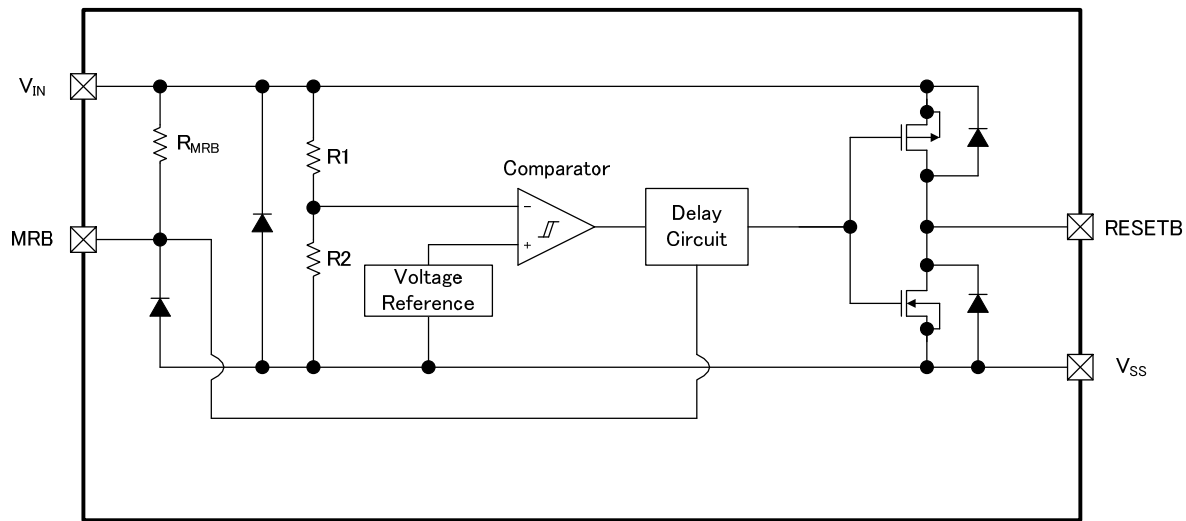 VIN
RMRB
R1
Comparator
−
+
Delay
Circuit
MRB
R2
Voltage
Reference
RESETB
VSS